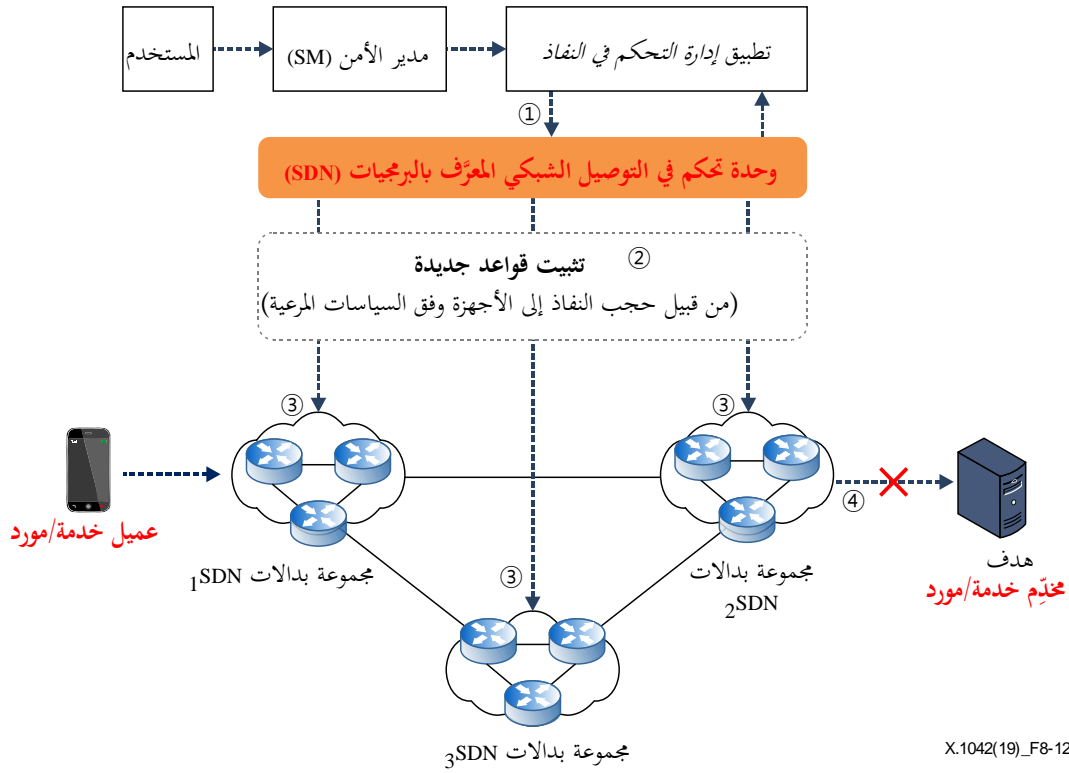 المستخدم
مدير الأمن (SM)
تطبيق إدارة التحكم في النفاذ
①
وحدة تحكم في التوصيل الشبكي المعرَّف بالبرمجيات (SDN)
تثبيت قواعد جديدة ②
(من قبيل حجب النفاذ إلى الأجهزة وفق السياسات المرعية)
③
③
④
عميل خدمة/مورد
هدف
مخدِّم خدمة/مورد
مجموعة بدالات SDN1
مجموعة بدالات
SDN2
③
مجموعة بدالات SDN3
X.1042(19)_F8-12